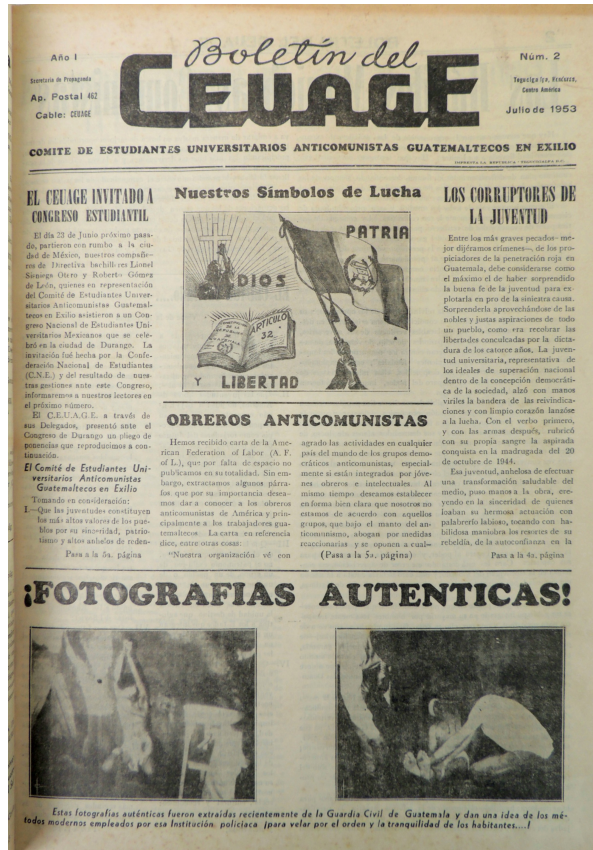 Año I
Secretaría de Propaganda
Ap. Postal 462
Cable: CEUAGE
Boletín del
CEUAGE
Núm. 2
Tegucigalpa, Honduras,
Centro América
Julio de 1953
COMITE DE ESTUDIANTES UNIVERSITARIOS ANTICOMUNISTAS GUATEMALTECOS EN EXILIO
EL CEUAGE INVITADO A
CONGRESO ESTUDIANTIL
El día 23 de Junio próximo pasa-
do, partieron con rumbo a la ciu-
dad de México, nuestros compañe-
ros de Directiva bachilleres Lionel
Sisniega Otero y Roberto Gómez
de León, quienes en representación
del Comité de Estudiantes Univer-
sitarios Anticomunistas Guatemal-
tecos en Exilio asistieron a un Con-
greso Nacional de Estudiantes Uni-
versitarios Mexicanos que se cele-
bró en la ciudad de Durango. La
invitación fué hecha por la Confe-
deración Nacional de Estudiantes
(C.N.E.) y del resultado de nues-
tras gestiones ante este Congreso,
informaremos a nuestros lectores en
el próximo número.
El C.E.U.A.G.E. a través de
sus Delegados, presentó ante el
Congreso de Durango un pliego de
ponencias que reproducimos a con-
tinuación.
El Comité de Estudiantes Uni-
versitarios Anticomunistas
Guatemaltecos en Exilio
Tomando en consideración:
I.—Que las juventudes constituyen
los más altos valores de los pue-
blos por su sinceridad, patrio-
tismo y altos anhelos de reden-
Pasa a la 5a. página
Nuestros Símbolos de Lucha
PATRIA
DIOS
ARTICULO
32
Y LIBERTAD
OBREROS ANTICOMUNISTAS
Hemos recibido carta de la Ame-
rican Federation of Labor (A. F.
of L.), que por falta de espacio no
publicamos en su totalidad. Sin em-
bargo, extractamos algunos párra-
fos que por su importancia desea-
mos dar a conocer a los obreros
anticomunistas de América y prin-
cipalmente a los trabajadores gua-
temaltecos. La carta en referencia
dice, entre otras cosas:
"Nuestra organización vé con
agrado las actividades en cualquier
país del mundo de los grupos demo-
cráticos anticomunistas, especial-
mente si están integrados por jóve-
nes obreros e intelectuales. Al
mismo tiempo deseamos establecer
en forma bien clara que nosotros no
estamos de acuerdo con aquellos
grupos, que bajo el manto del an-
ticomunismo, abogan por medidas
reaccionarias y se oponen a cual-
(Pasa a la 5a. página)
LOS CORRUPTORES DE
LA JUVENTUD
Entre los más graves pecados—me-
jor dijéramos crímenes—, de los pro-
piciadores de la penetración roja en
Guatemala, debe considerarse como
el máximo el de haber sorprendido
la buena fe de la juventud para ex-
plotarla en pro de la siniestra causa.
Sorprenderla aprovechándose de las
nobles y justas aspiraciones de todo
un pueblo, como era recobrar las
libertades conculcadas por la dicta-
dura de los catorce años. La juven-
tud universitaria, representativa de
los ideales de superación nacional
dentro de la concepción democráti-
ca de la sociedad, alzó con manos
viriles la bandera de las reivindica-
ciones y con limpio corazón lanzóse
a la lucha. Con el verbo primero,
y con las armas después, rubricó
con su propia sangre la aspirada
conquista en la madrugada del 20
de octubre de 1944.
Esa juventud, anhelosa de efectuar
una transformación saludable del
medio, puso manos a la obra, cre-
yendo en la sinceridad de quienes
loaban su hermosa actuación con
palabrerío labioso, tocando con ha-
bilidosa maniobra los resortes de su
rebeldía, de la autoconfianza en la
Pasa a la 4a. página
¡FOTOGRAFIAS AUTENTICAS!
Estas fotografías auténticas fueron extraídas recientemente de la Guardia Civil de Guatemala y dan una idea de los mé-
todos modernos empleados por esa Institución policíaca ¡para velar por el orden y la tranquilidad de los habitantes....!